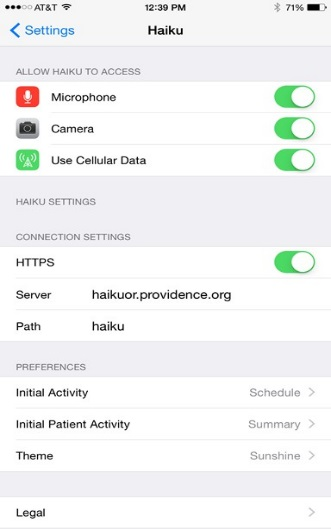 AT&T 12:39 PM 71%
Settings Haiku
ALLOW HAIKU TO ACCESS
Microphone
Camera
Use Cellular Data
HAIKU SETTINGS
CONNECTION SETTINGS
HTTPS
Server haikuor.providence.org
Path haiku
PREFERENCES
Initial Activity Schedule
Initial Patient Activity Summary
Theme Sunshine
Legal